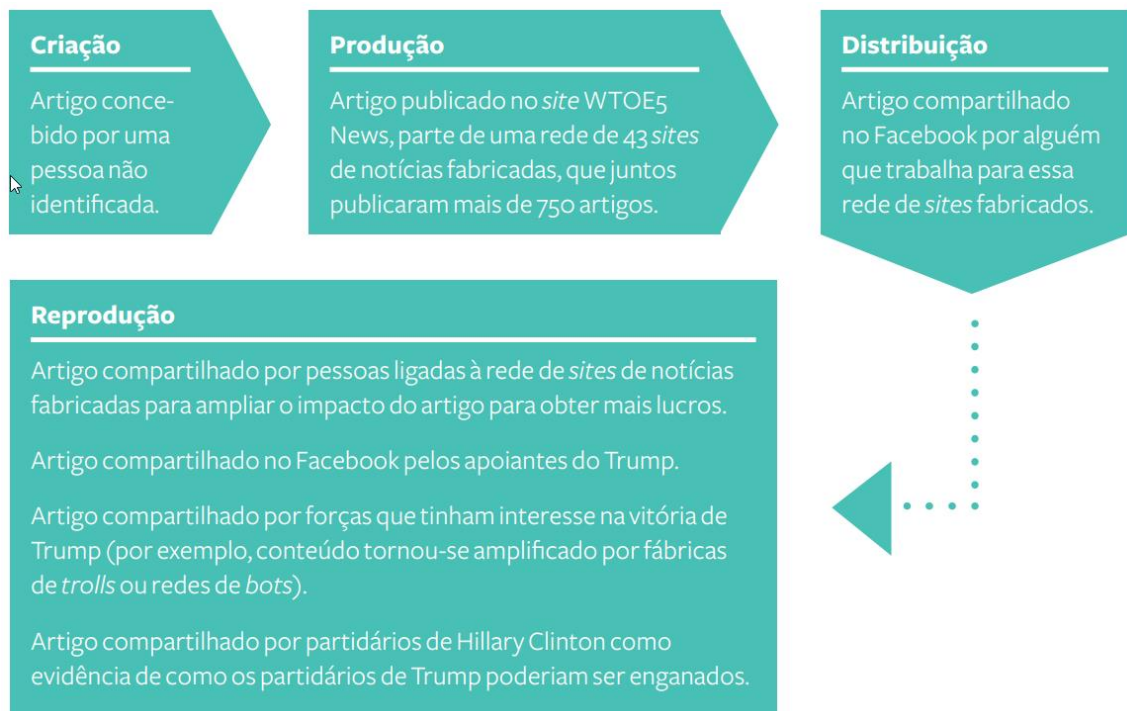 Criação
Artigo conce-
bido por uma
pessoa não
identificada.
Produção
Artigo publicado no site WTOE5
News, parte de uma rede de 43 sites
de notícias fabricadas, que juntos
publicaram mais de 750 artigos.
Distribuição
Artigo compartilhado
no Facebook por alguém
que trabalha para essa
rede de sites fabricados.
Reprodução
Artigo compartilhado por pessoas ligadas à rede de sites de notícias
fabricadas para ampliar o impacto do artigo para obter mais lucros.
Artigo compartilhado no Facebook pelos apoiantes do Trump.
Artigo compartilhado por forças que tinham interesse na vitória de
Trump (por exemplo, conteúdo tornou-se amplificado por fábricas
de trolls ou redes de bots).
Artigo compartilhado por partidários de Hillary Clinton como
evidência de como os partidários de Trump poderiam ser enganados.